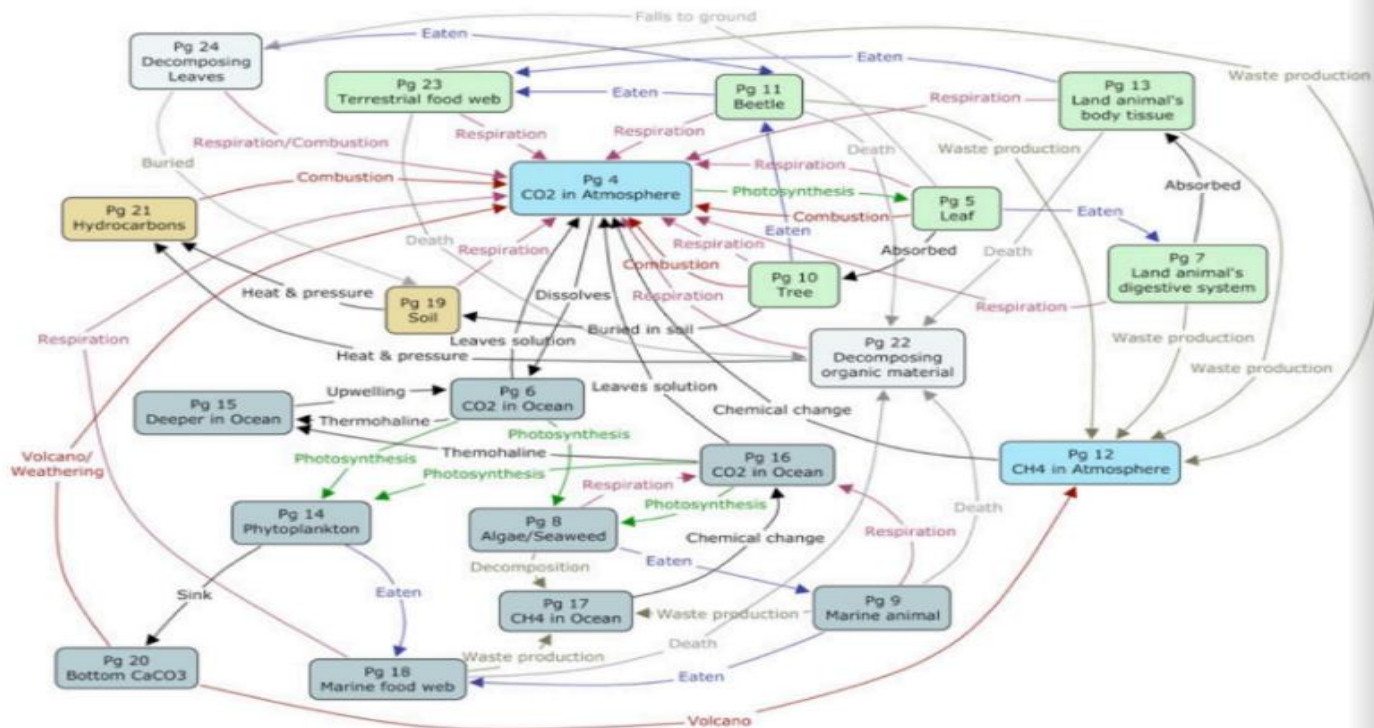 Falls to ground
Pg 24
Decomposing
Leaves
Eaten
Pg 23
Terrestrial food web
Eaten
Pg 11
Beetle
Eaten
Pg 13
Land animal's
body tissue
Waste production
Respiration
Respiration/Combustion
Respiration
Respiration
Waste production
Death
Buried
Pg 21
Hydrocarbons
Combustion
Pg 4
CO2 in Atmosphere
Respiration
Photosynthesis
Combustion
Pg 5
Leaf
Absorbed
Eaten
Death
Respiration
Respiration
Eaten
Absorbed
Death
Pg 7
Land animal's
digestive system
Combustion
Pg 10
Tree
Heat & pressure
Pg 19
Soil
Dissolves
Respiration
Respiration
Buried in soil
Respiration
Leaves solution
Heat & pressure
Pg 22
Decomposing
organic material
Waste production
Waste production
Pg 15
Deeper in Ocean
Upwelling
Thermohaline
Pg 6
CO2 in Ocean
Leaves solution
Chemical change
Photosynthesis
Volcano/
Weathering
Photosynthesis
Themohaline
Photosynthesis
Pg 16
CO2 in Ocean
Pg 12
CH4 in Atmosphere
Pg 14
Phytoplankton
Respiration
Photosynthesis
Pg 8
Algae/Seaweed
Chemical change
Death
Respiration
Decomposition
Eaten
Sink
Eaten
Pg 17
CH4 in Ocean
Waste production
Pg 9
Marine animal
Death
Pg 20
Bottom CaCO3
Pg 18
Marine food web
Waste production
Eaten
Volcano